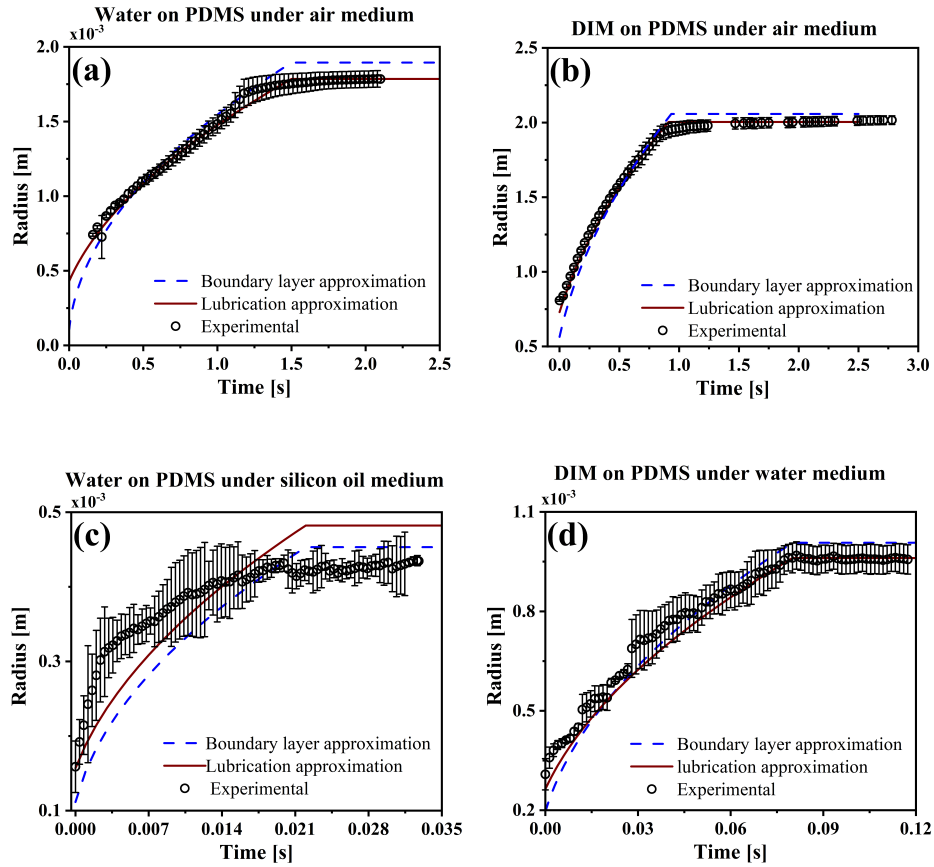 Water on PDMS under air medium
x10⁻³
(a)
2.0
1.5
1.0
0.5
0.0
Radius [m]
Boundary layer approximation
Lubrication approximation
Experimental
0.0 0.5 1.0 1.5 2.0 2.5
Time [s]
DIM on PDMS under air medium
(b)
2.5
2.0
1.5
1.0
0.5
Radius [m]
Boundary layer approximation
Lubrication approximation
Experimental
0.0 0.5 1.0 1.5 2.0 2.5 3.0
Time [s]
Water on PDMS under silicon oil medium
x10⁻³
(c)
0.5
0.3
0.1
Radius [m]
Boundary layer approximation
Lubrication approximation
Experimental
0.000 0.007 0.014 0.021 0.028 0.035
Time [s]
DIM on PDMS under water medium
x10⁻³
(d)
1.1
0.8
0.5
0.2
Radius [m]
Boundary layer approximation
lubrication approximation
Experimental
0.00 0.03 0.06 0.09 0.12
Time [s]